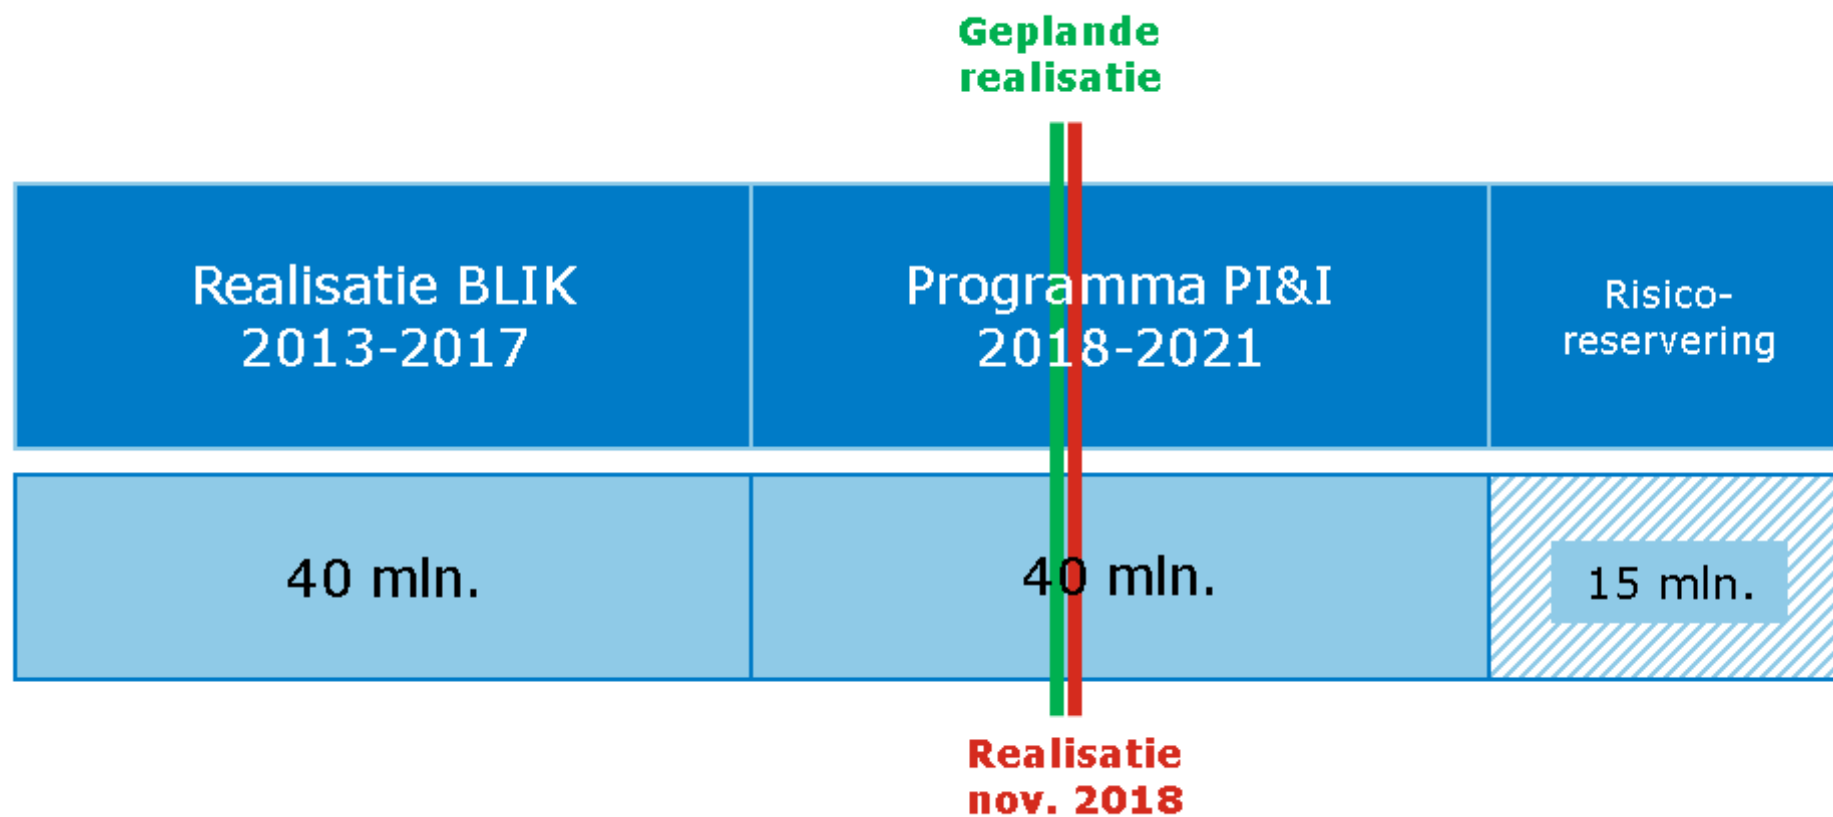 Geplande
realisatie
Realisatie BLIK
2013-2017
Programma PI&I
2018-2021
Risico-
reservering
40 mln.
40 mln.
15 mln.
Realisatie
nov. 2018